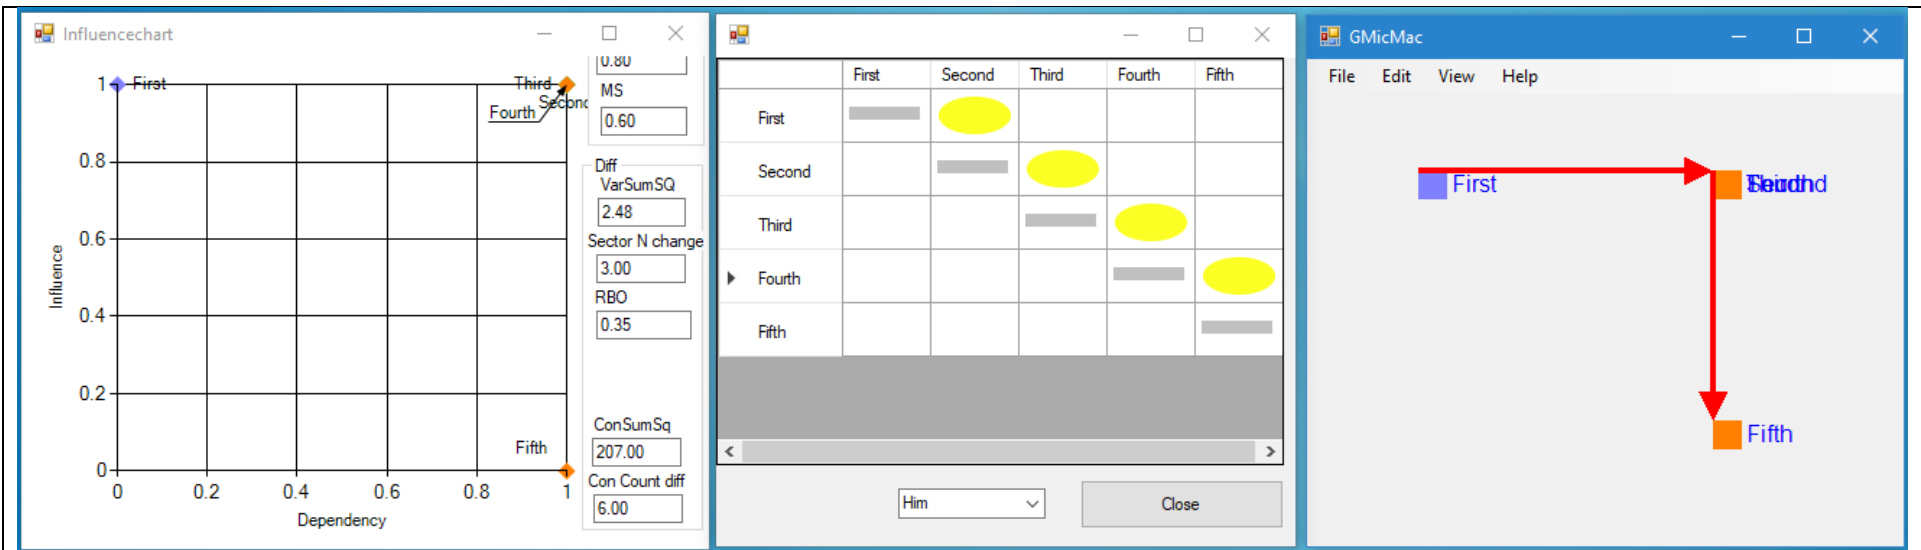 Influencechart
0.80
MS
0.60
Diff
VarSumSQ
2.48
Sector N change
3.00
RBO
0.35
ConSumSq
207.00
Con Count diff
6.00
1
First
Third
Second
Fourth
0.8
0.6
Influence
0.4
0.2
Fifth
0
0 0.2 0.4 0.6 0.8 1
Dependency
First Second Third Fourth Fifth
First
Second
Third
Fourth
Fifth
Him
Close
GMicMac
File Edit View Help
First
Second
Fifth